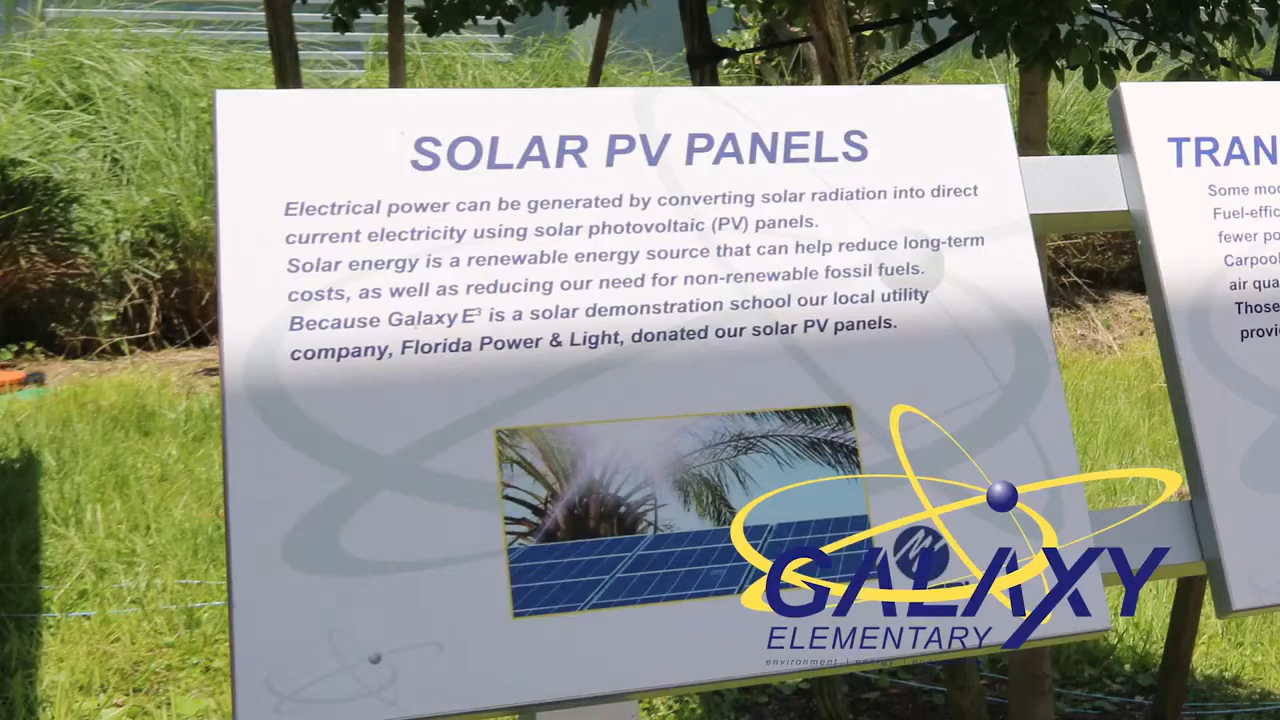 SOLAR PV PANELS
Electrical power can be generated by converting solar radiation into direct
current electricity using solar photovoltaic (PV) panels.
Solar energy is a renewable energy source that can help reduce long-term
costs, as well as reducing our need for non-renewable fossil fuels.
Because Galaxy E³ is a solar demonstration school our local utility
company, Florida Power & Light, donated our solar PV panels.
TRAN
Some mo
Fuel-effic
fewer po
Carpool
air qua
Those
provi
GALAXY
ELEMENTARY
environment | energy |